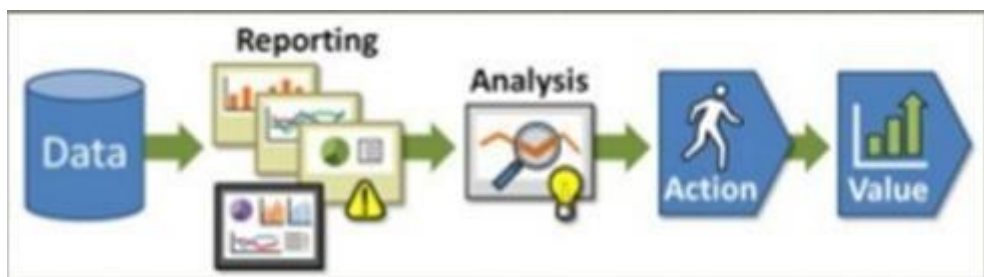 Data
Reporting
Analysis
Action
Value